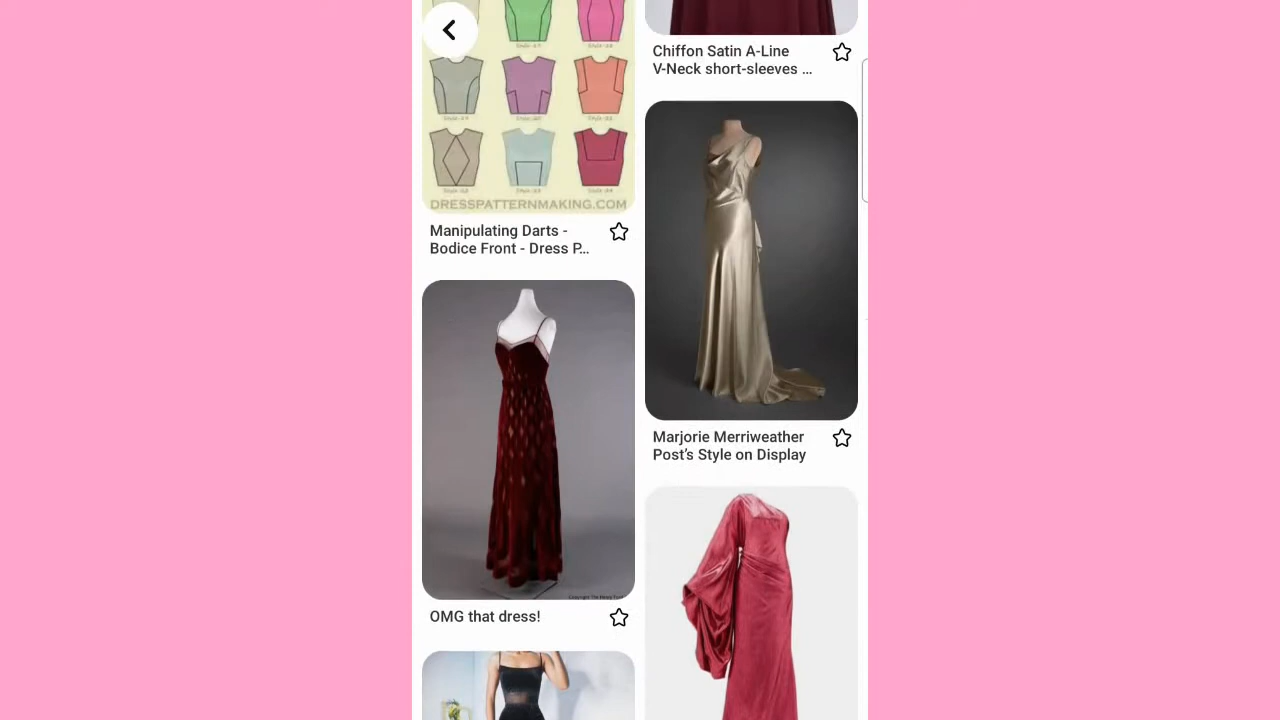 DRESSPATTERNMAKING.COM
Manipulating Darts -
Bodice Front - Dress P...
OMG that dress!
Chiffon Satin A-Line
V-Neck short-sleeves ...
Marjorie Merriweather
Post's Style on Display